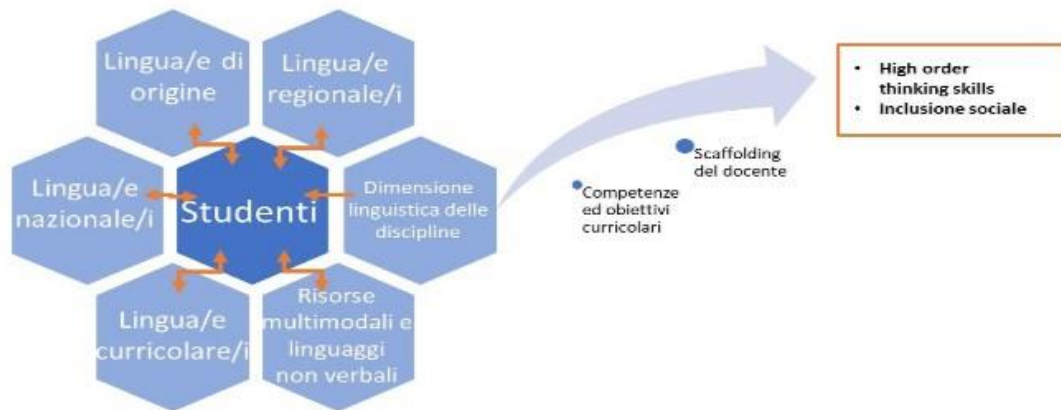 Lingua/e di
origine
Lingua/e
regionale/i
Lingua/e
nazionale/i
Studenti
Dimensione
linguistica delle
discipline
Lingua/e
curricolare/i
Risorse
multimodali e
linguaggi
non verbali
Competenze
ed obiettivi
curricolari
Scaffolding
del docente
• High order
thinking skills
• Inclusione sociale